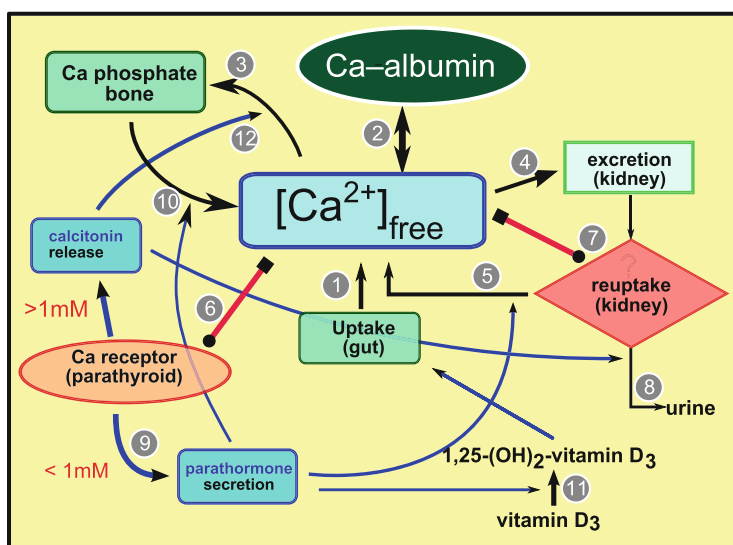 3
Ca phosphate
bone
Ca–albumin
2
12
4
excretion
(kidney)
10
[Ca2+]free
calcitonin
release
7
?
reuptake
(kidney)
1
5
>1mM
6
Uptake
(gut)
Ca receptor
(parathyroid)
8
urine
9
< 1mM
parathormone
secretion
1,25-(OH)2-vitamin D3
11
vitamin D3